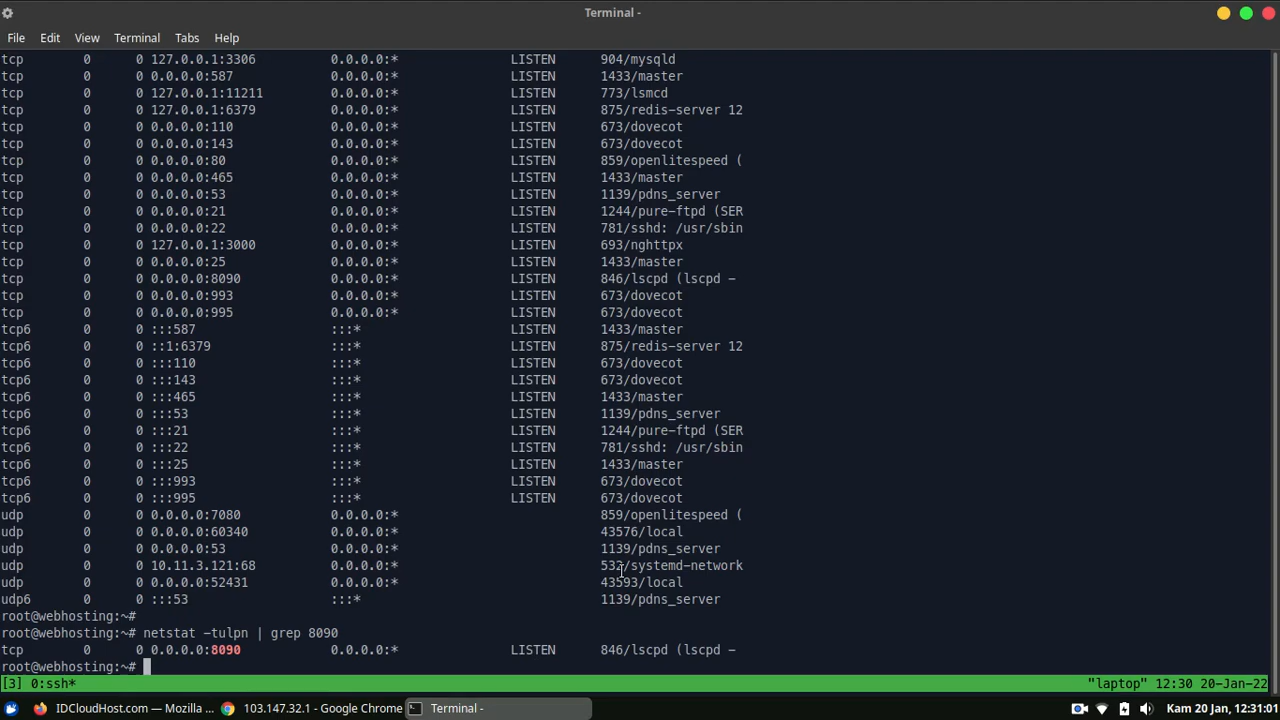 Terminal -
File Edit View Terminal Tabs Help
tcp 0 0 127.0.0.1:3306 0.0.0.0:* LISTEN 904/mysqld
tcp 0 0 0.0.0.0:587 0.0.0.0:* LISTEN 1433/master
tcp 0 0 127.0.0.1:11211 0.0.0.0:* LISTEN 773/lsmcd
tcp 0 0 127.0.0.1:6379 0.0.0.0:* LISTEN 875/redis-server 12
tcp 0 0 0.0.0.0:110 0.0.0.0:* LISTEN 673/dovecot
tcp 0 0 0.0.0.0:143 0.0.0.0:* LISTEN 673/dovecot
tcp 0 0 0.0.0.0:80 0.0.0.0:* LISTEN 859/openlitespeed (
tcp 0 0 0.0.0.0:465 0.0.0.0:* LISTEN 1433/master
tcp 0 0 0.0.0.0:53 0.0.0.0:* LISTEN 1139/pdns_server
tcp 0 0 0.0.0.0:21 0.0.0.0:* LISTEN 1244/pure-ftpd (SER
tcp 0 0 0.0.0.0:22 0.0.0.0:* LISTEN 781/sshd: /usr/sbin
tcp 0 0 127.0.0.1:3000 0.0.0.0:* LISTEN 693/nghttpx
tcp 0 0 0.0.0.0:25 0.0.0.0:* LISTEN 1433/master
tcp 0 0 0.0.0.0:8090 0.0.0.0:* LISTEN 846/lscpd (lscpd -
tcp 0 0 0.0.0.0:993 0.0.0.0:* LISTEN 673/dovecot
tcp 0 0 0.0.0.0:995 0.0.0.0:* LISTEN 673/dovecot
tcp6 0 0 :::587 :::* LISTEN 1433/master
tcp6 0 0 ::1:6379 :::* LISTEN 875/redis-server 12
tcp6 0 0 :::110 :::* LISTEN 673/dovecot
tcp6 0 0 :::143 :::* LISTEN 673/dovecot
tcp6 0 0 :::465 :::* LISTEN 1433/master
tcp6 0 0 :::53 :::* LISTEN 1139/pdns_server
tcp6 0 0 :::21 :::* LISTEN 1244/pure-ftpd (SER
tcp6 0 0 :::22 :::* LISTEN 781/sshd: /usr/sbin
tcp6 0 0 :::25 :::* LISTEN 1433/master
tcp6 0 0 :::993 :::* LISTEN 673/dovecot
tcp6 0 0 :::995 :::* LISTEN 673/dovecot
udp 0 0 0.0.0.0:7080 0.0.0.0:* 859/openlitespeed (
udp 0 0 0.0.0.0:60340 0.0.0.0:* 43576/local
udp 0 0 0.0.0.0:53 0.0.0.0:* 1139/pdns_server
udp 0 0 10.11.3.121:68 0.0.0.0:* 532/systemd-network
udp 0 0 0.0.0.0:52431 0.0.0.0:* 43593/local
udp6 0 0 :::53 :::* 1139/pdns_server
root@webhosting:~#
root@webhosting:~# netstat -tulpn | grep 8090
tcp 0 0 0.0.0.0:8090 0.0.0.0:* LISTEN 846/lscpd (lscpd -
root@webhosting:~#
[3] 0:ssh* "laptop" 12:30 20-Jan-22
IDCloudHost.com — Mozilla ... 103.147.32.1 - Google Chrome Terminal - Kam 20 Jan, 12:31:01